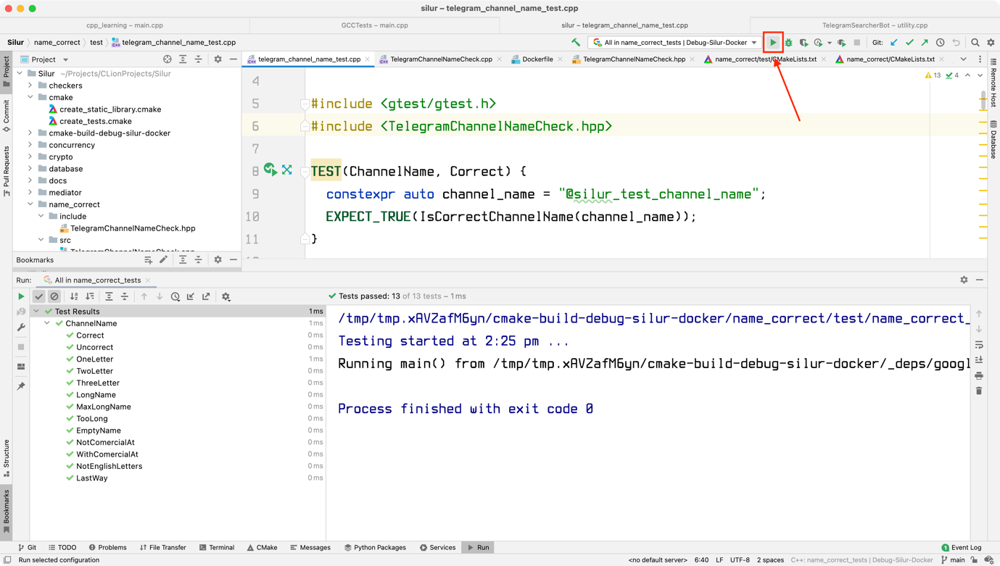 silur – telegram_channel_name_test.cpp
cpp_learning – main.cpp
GCCTests – main.cpp
silur – telegram_channel_name_test.cpp
TelegramSearcherBot – utility.cpp
Silur
name_correct
test
telegram_channel_name_test.cpp
All in name_correct_tests | Debug-Silur-Docker
Git:
Project
Commit
Pull Requests
Structure
Bookmarks
Project
telegram_channel_name_test.cpp
TelegramChannelNameCheck.cpp
Dockerfile
TelegramChannelNameCheck.hpp
name_correct/test/CMakeLists.txt
name_correct/CMakeLists.txt
Remote Host
Database
Silur ~/Projects/CLionProjects/Silur
checkers
cmake
create_static_library.cmake
create_tests.cmake
cmake-build-debug-silur-docker
concurrency
crypto
database
docs
mediator
name_correct
include
TelegramChannelNameCheck.hpp
src
TelegramChannelNameCheck.cpp
13
4
4
5 #include <gtest/gtest.h>
6 #include <TelegramChannelNameCheck.hpp>
7
8 TEST(ChannelName, Correct) {
9 constexpr auto channel_name = "@silur_test_channel_name";
10 EXPECT_TRUE(IsCorrectChannelName(channel_name));
11 }
Bookmarks
Run:
All in name_correct_tests
Tests passed: 13 of 13 tests – 1 ms
Test Results 1 ms
ChannelName 1 ms
Correct 0 ms
Uncorrect 0 ms
OneLetter 1 ms
TwoLetter 0 ms
ThreeLetter 0 ms
LongName 0 ms
MaxLongName 0 ms
TooLong 0 ms
EmptyName 0 ms
NotComercialAt 0 ms
WithComercialAt 0 ms
NotEnglishLetters 0 ms
LastWay 0 ms
/tmp/tmp.xAVZafM6yn/cmake-build-debug-silur-docker/name_correct/test/name_correct_
Testing started at 2:25 pm ...
Running main() from /tmp/tmp.xAVZafM6yn/cmake-build-debug-silur-docker/_deps/googl
Process finished with exit code 0
Git
TODO
Problems
File Transfer
Terminal
CMake
Messages
Python Packages
Services
Run
1 Event Log
Run selected configuration
<no default server>
6:40
LF
UTF-8
2 spaces
C++: name_correct_tests | Debug-Silur-Docker
main